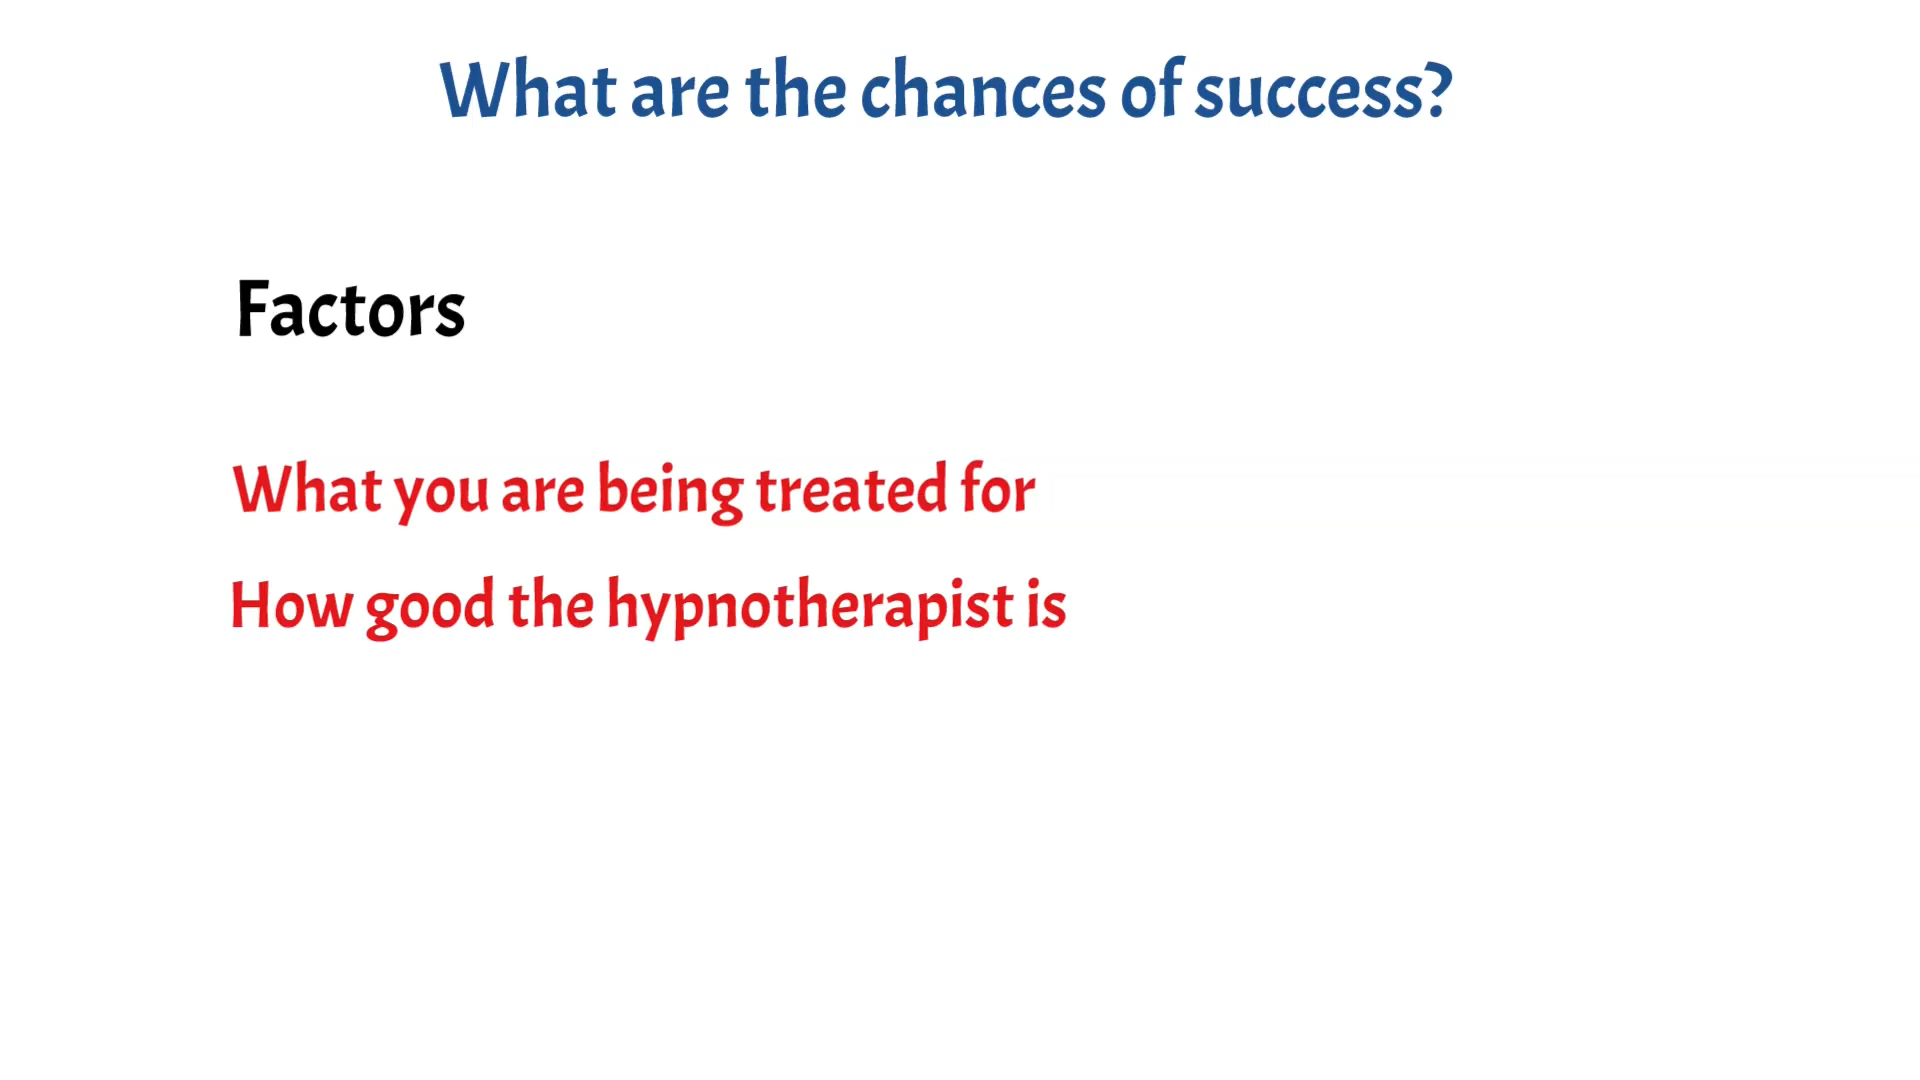 What are the chances of success?
Factors
What you are being treated for
How good the hypnotherapist is